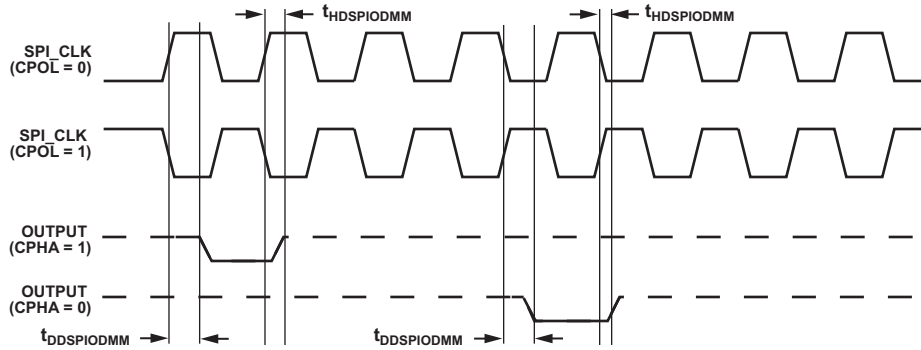 tHDSPIODMM
tHDSPIODMM
SPI_CLK
(CPOL = 0)
SPI_CLK
(CPOL = 1)
OUTPUT
(CPHA = 1)
OUTPUT
(CPHA = 0)
tDDSPIODMM
tDDSPIODMM